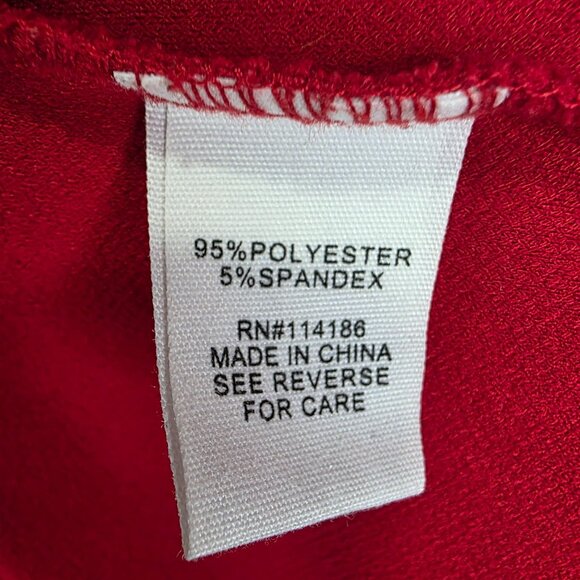 95%POLYESTER
5%SPANDEX
RN#114186
MADE IN CHINA
SEE REVERSE
FOR CARE